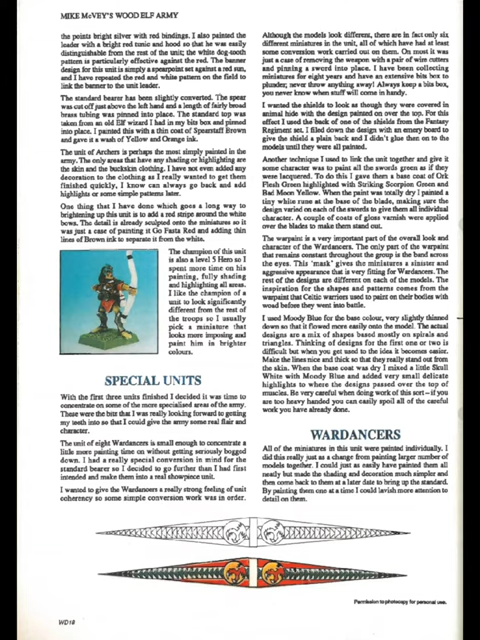 MIKE McVEY'S WOOD ELF ARMY
the points bright silver with red bindings. I also painted the
leader with a bright red tunic and hood so that he was easily
distinguishable from the rest of the unit; the white dog-tooth
pattern is particularly effective against the red. The banner
design for this unit is simply a spearpoint set against a red sun,
and I have repeated the red and white pattern on the field to
link the banner to the unit leader.
The standard bearer has been slightly converted. The spear
was cut off just above the left hand and a length of fairly broad
brass tubing was pinned into place. The standard top was
taken from an old Elf wizard I had in my bits box and pinned
into place. I painted this with a thin coat of Spearstaff Brown
and gave it a wash of Yellow and Orange ink.
The unit of Archers is perhaps the most simply painted in the
army. The only areas that have any shading or highlighting are
the skin and the buckskin clothing. I have not even added any
decoration to the clothing as I really wanted to get them
finished quickly, I know can always go back and add
highlights or some simple patterns later.
One thing that I have done which goes a long way to
brightening up this unit is to add a red stripe around the white
bows. The detail is already sculpted onto the miniatures so it
was just a case of painting it Go Fasta Red and adding thin
lines of Brown ink to separate it from the white.
The champion of this unit
is also a level 5 Hero so I
spent more time on his
painting, fully shading
and highlighting all areas.
I like the champion of a
unit to look significantly
different from the rest of
the troops so I usually
pick a miniature that
looks more imposing and
paint him in brighter
colours.
SPECIAL UNITS
With the first three units finished I decided it was time to
concentrate on some of the more specialised areas of the army.
These were the bits that I was really looking forward to getting
my teeth into so that I could give the army some real flair and
character.
The unit of eight Wardancers is small enough to concentrate a
little more painting time on without getting seriously bogged
down. I had a really special conversion in mind for the
standard bearer so I decided to go further than I had first
intended and make them into a real showpiece unit.
I wanted to give the Wardancers a really strong feeling of unit
coherency so some simple conversion work was in order.
Although the models look different, there are in fact only six
different miniatures in the unit, all of which have had at least
some conversion work carried out on them. On most it was
just a case of removing the weapon with a pair of wire cutters
and pinning a sword into place. I have been collecting
miniatures for eight years and have an extensive bits box to
plunder; never throw anything away! Always keep a bits box,
you never know when stuff will come in handy.
I wanted the shields to look as though they were covered in
animal hide with the design painted on over the top. For this
effect I used the back of one of the shields from the Fantasy
Regiment set. I filed down the design with an emery board to
give the shield a plain back and I didn't glue then on to the
models until they were all painted.
Another technique I used to link the unit together and give it
some character was to paint all the swords green as if they
were lacquered. To do this I gave them a base coat of Ork
Flesh Green highlighted with Striking Scorpion Green and
Bad Moon Yellow. When the paint was totally dry I painted a
tiny white rune at the base of the blade, making sure the
design varied on each of the swords to give them all individual
character. A couple of coats of gloss varnish were applied
over the blades to make them stand out.
The warpaint is a very important part of the overall look and
character of the Wardancers. The only part of the warpaint
that remains constant throughout the group is the band across
the eyes. This 'mask' gives the miniatures a sinister and
aggressive appearance that is very fitting for Wardancers. The
rest of the designs are different on each of the models. The
inspiration for the shapes and patterns comes from the
warpaint that Celtic warriors used to paint on their bodies with
woad before they went into battle.
I used Moody Blue for the base colour, very slightly thinned
down so that it flowed more easily onto the model. The actual
designs are a mix of shapes based mostly on spirals and
triangles. Thinking of designs for the first one or two is
difficult but when you get used to the idea it becomes easier.
Make the lines nice and thick so that they really stand out from
the skin. When the base coat was dry I mixed a little Skull
White with Moody Blue and added very small delicate
highlights to where the designs passed over the top of
muscles. Be very careful when doing work of this sort – if you
are too heavy handed you can easily spoil all of the careful
work you have already done.
WARDANCERS
All of the miniatures in this unit were painted individually. I
did this really just as a change from painting larger number of
models together. I could just as easily have painted them all
neatly but made the shading and decoration much simpler and
then come back to them at a later date to bring up the standard.
By painting them one at a time I could lavish more attention to
detail on them.
Permission to photocopy for personal use.
WD18